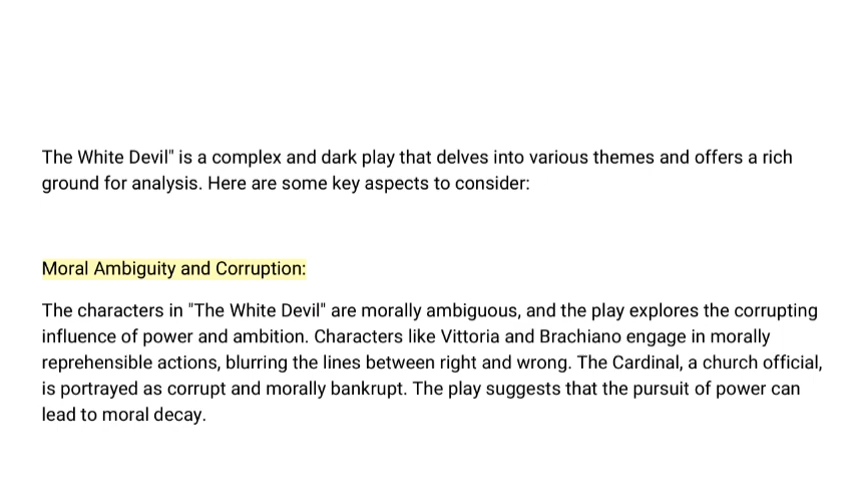 The White Devil" is a complex and dark play that delves into various themes and offers a rich
ground for analysis. Here are some key aspects to consider:
Moral Ambiguity and Corruption:
The characters in "The White Devil" are morally ambiguous, and the play explores the corrupting
influence of power and ambition. Characters like Vittoria and Brachiano engage in morally
reprehensible actions, blurring the lines between right and wrong. The Cardinal, a church official,
is portrayed as corrupt and morally bankrupt. The play suggests that the pursuit of power can
lead to moral decay.